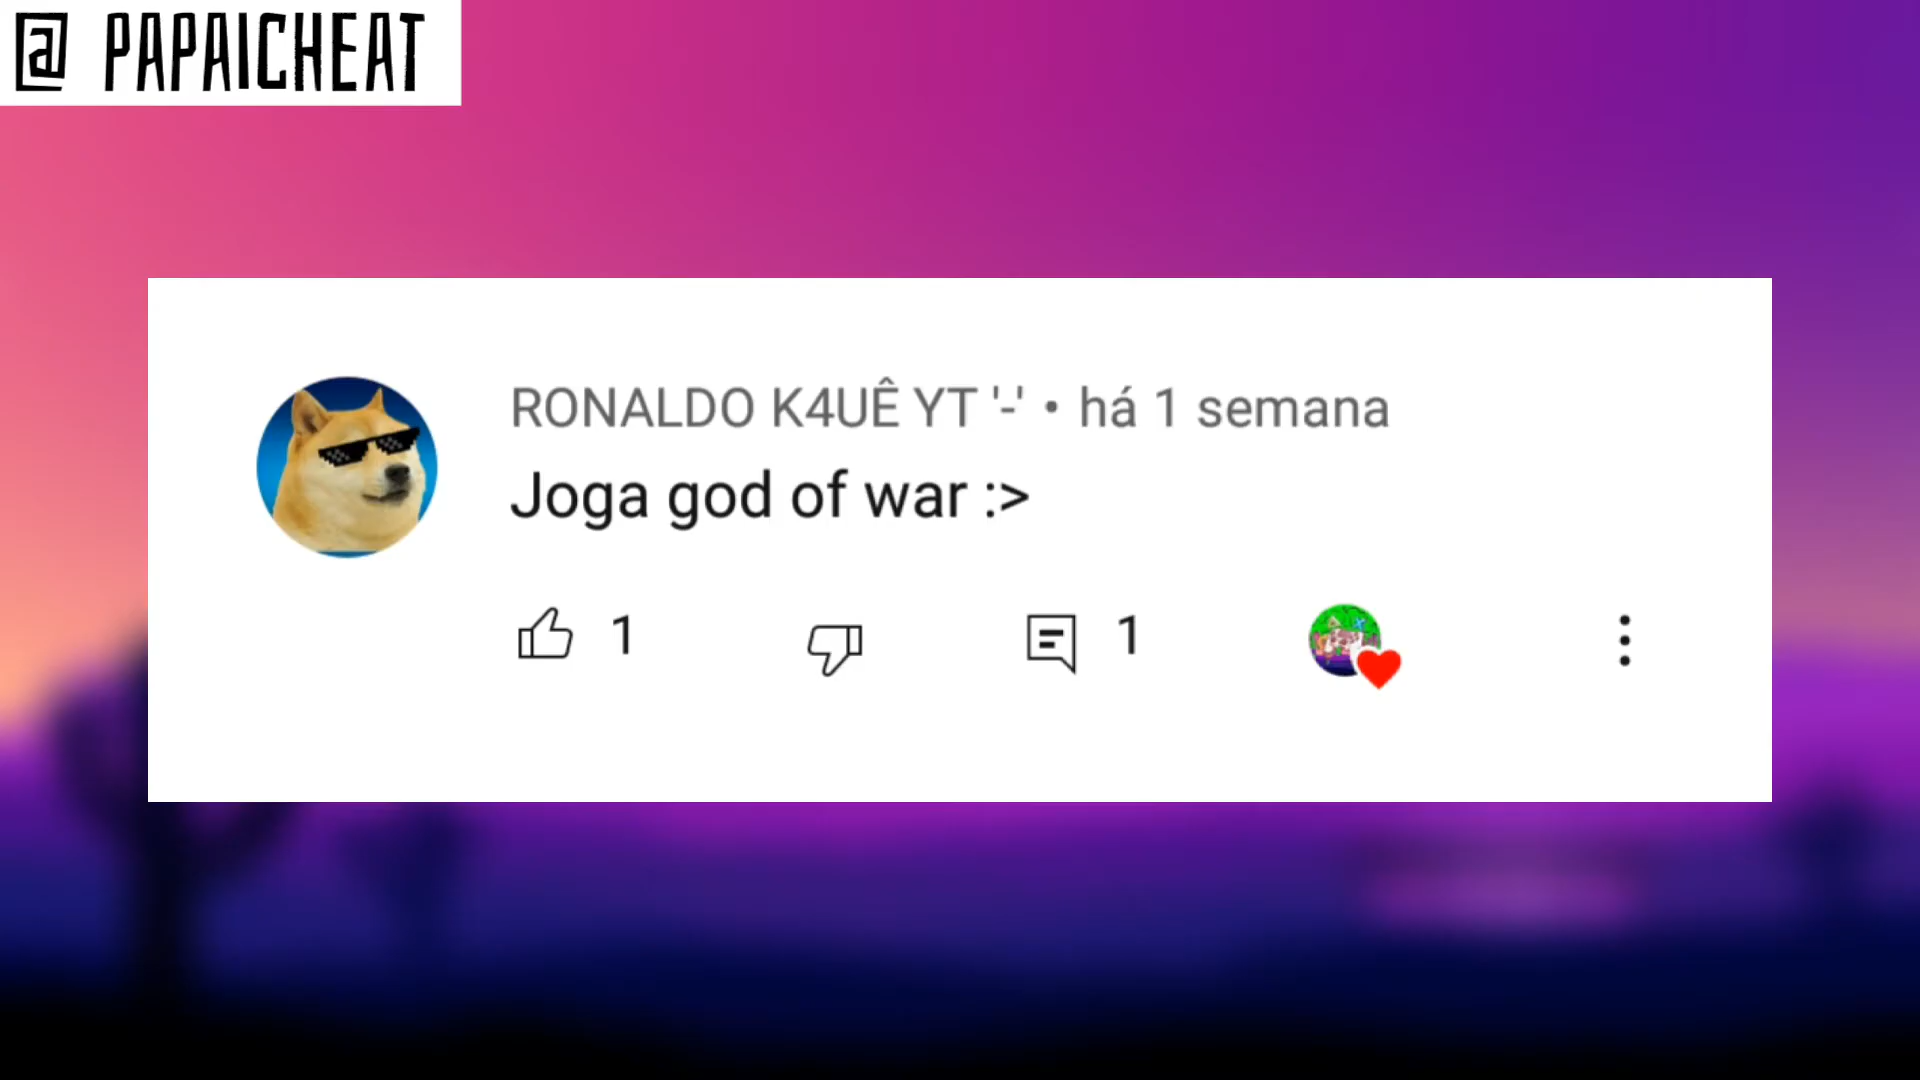 @ PAPAICHEAT
RONALDO K4UÊ YT '-' • há 1 semana
Joga god of war :>
1
1